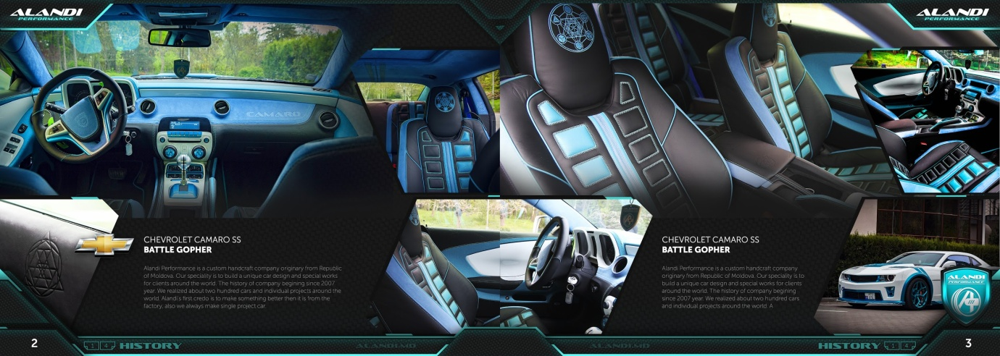 ALANDI
PERFORMANCE
ALANDI
PERFORMANCE
CAMARO
CHEVROLET CAMARO SS
BATTLE GOPHER
Alandi Performance is a custom handcraft company originary from Republic
of Moldova. Our speciality is to build a unique car design and special works
for clients around the world. The history of company begining since 2007
year. We realized about two hundred cars and individual projects around the
world. Alandi's first credo is to make something better then it is from the
factory, also we always make single project car.
CHEVROLET CAMARO SS
BATTLE GOPHER
Alandi Performance is a custom handcraft company
originary from Republic of Moldova. Our speciality is to
build a unique car design and special works for clients
around the world. The history of company begining
since 2007 year. We realized about two hundred cars
and individual projects around the world. A
ALANDI
PERFORMANCE
2
1 4 HISTORY
ALANDI.MD
ALANDI.MD
HISTORY 1 4
3